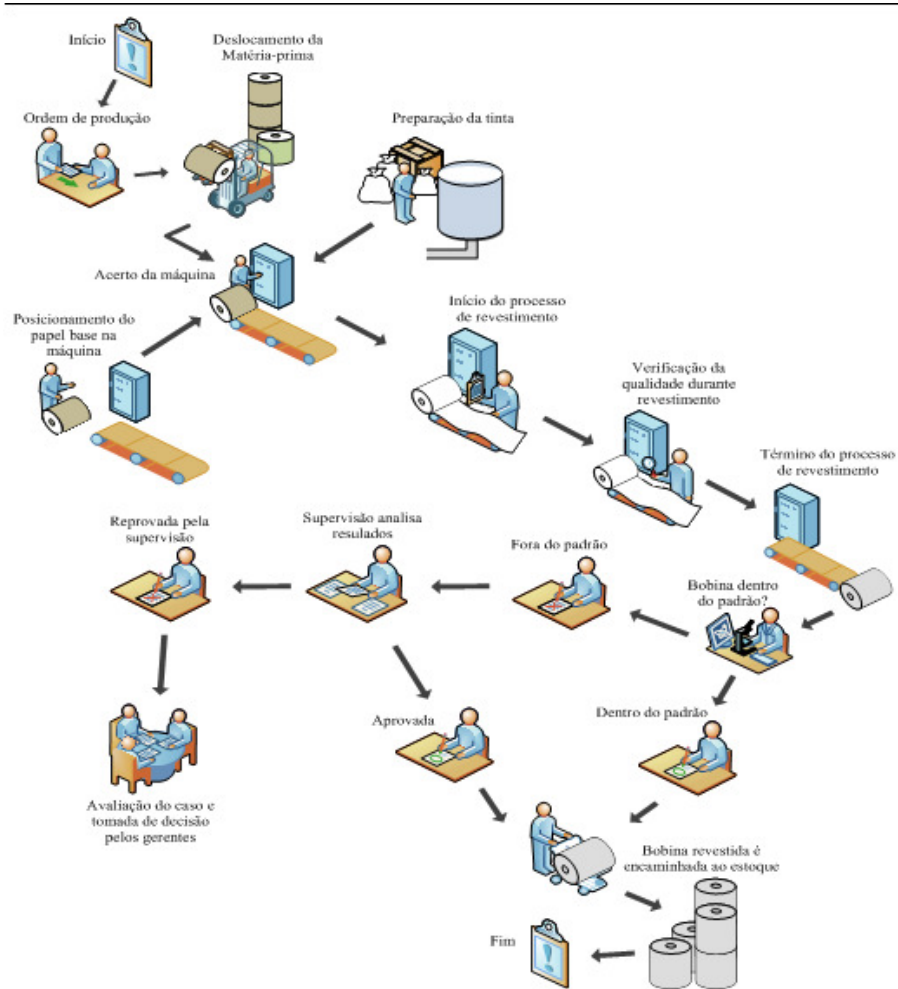 Início
Deslocamento da
Matéria-prima
Ordem de produção
Preparação da tinta
Acerto da máquina
Posicionamento do
papel base na
máquina
Início do processo
de revestimento
Verificação da
qualidade durante
revestimento
Término do processo
de revestimento
Reprovada pela
supervisão
Supervisão analisa
resulados
Fora do padrão
Bobina dentro
do padrão?
Aprovada
Dentro do padrão
Avaliação do caso e
tomada de decisão
pelos gerentes
Bobina revestida é
encaminhada ao estoque
Fim